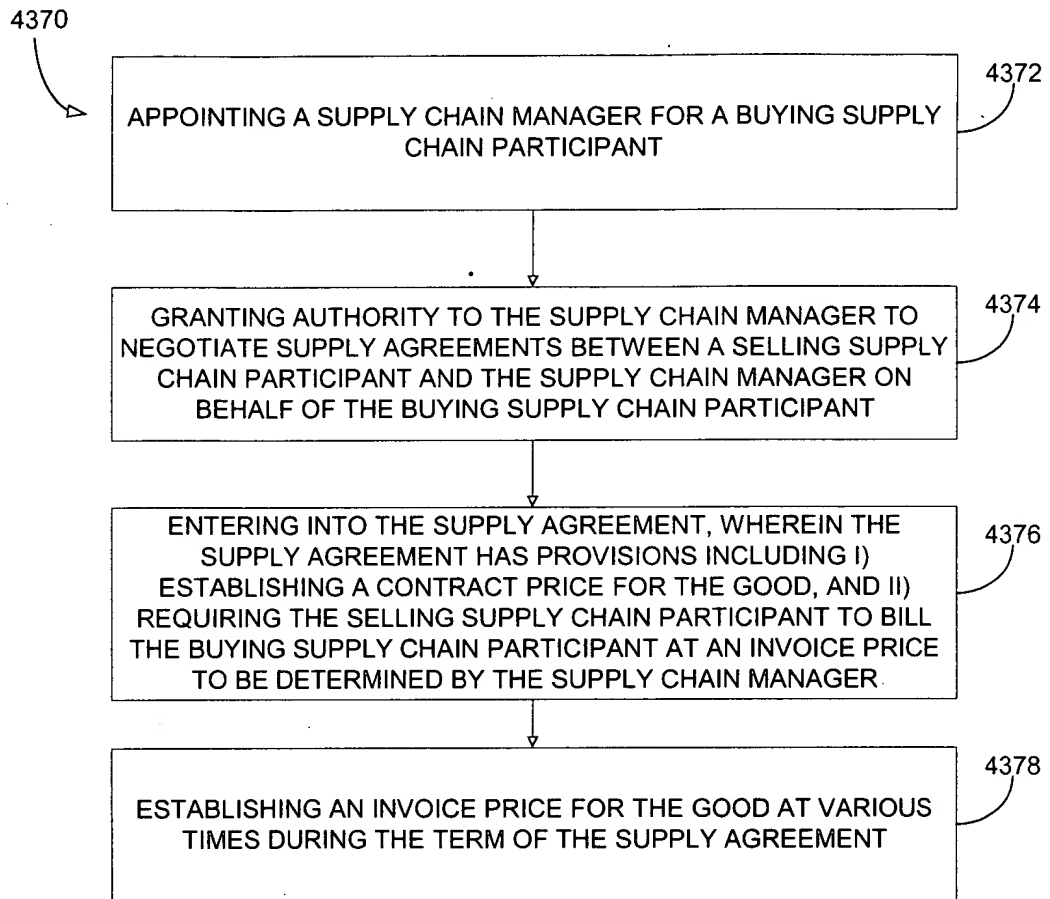 4370
4372
APPOINTING A SUPPLY CHAIN MANAGER FOR A BUYING SUPPLY
CHAIN PARTICIPANT
4374
GRANTING AUTHORITY TO THE SUPPLY CHAIN MANAGER TO
NEGOTIATE SUPPLY AGREEMENTS BETWEEN A SELLING SUPPLY
CHAIN PARTICIPANT AND THE SUPPLY CHAIN MANAGER ON
BEHALF OF THE BUYING SUPPLY CHAIN PARTICIPANT
4376
ENTERING INTO THE SUPPLY AGREEMENT, WHEREIN THE
SUPPLY AGREEMENT HAS PROVISIONS INCLUDING I)
ESTABLISHING A CONTRACT PRICE FOR THE GOOD, AND II)
REQUIRING THE SELLING SUPPLY CHAIN PARTICIPANT TO BILL
THE BUYING SUPPLY CHAIN PARTICIPANT AT AN INVOICE PRICE
TO BE DETERMINED BY THE SUPPLY CHAIN MANAGER
4378
ESTABLISHING AN INVOICE PRICE FOR THE GOOD AT VARIOUS
TIMES DURING THE TERM OF THE SUPPLY AGREEMENT